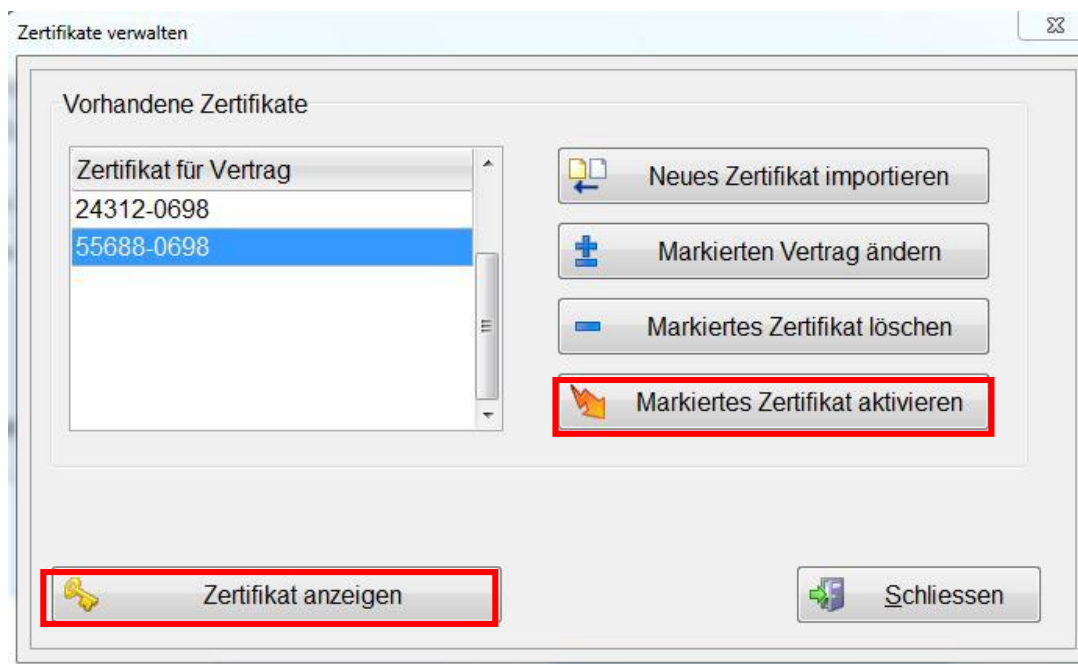 Zertifikate verwalten
Vorhandene Zertifikate
Zertifikat für Vertrag
24312-0698
55688-0698
Neues Zertifikat importieren
Markierten Vertrag ändern
Markiertes Zertifikat löschen
Markiertes Zertifikat aktivieren
Zertifikat anzeigen
Schliessen